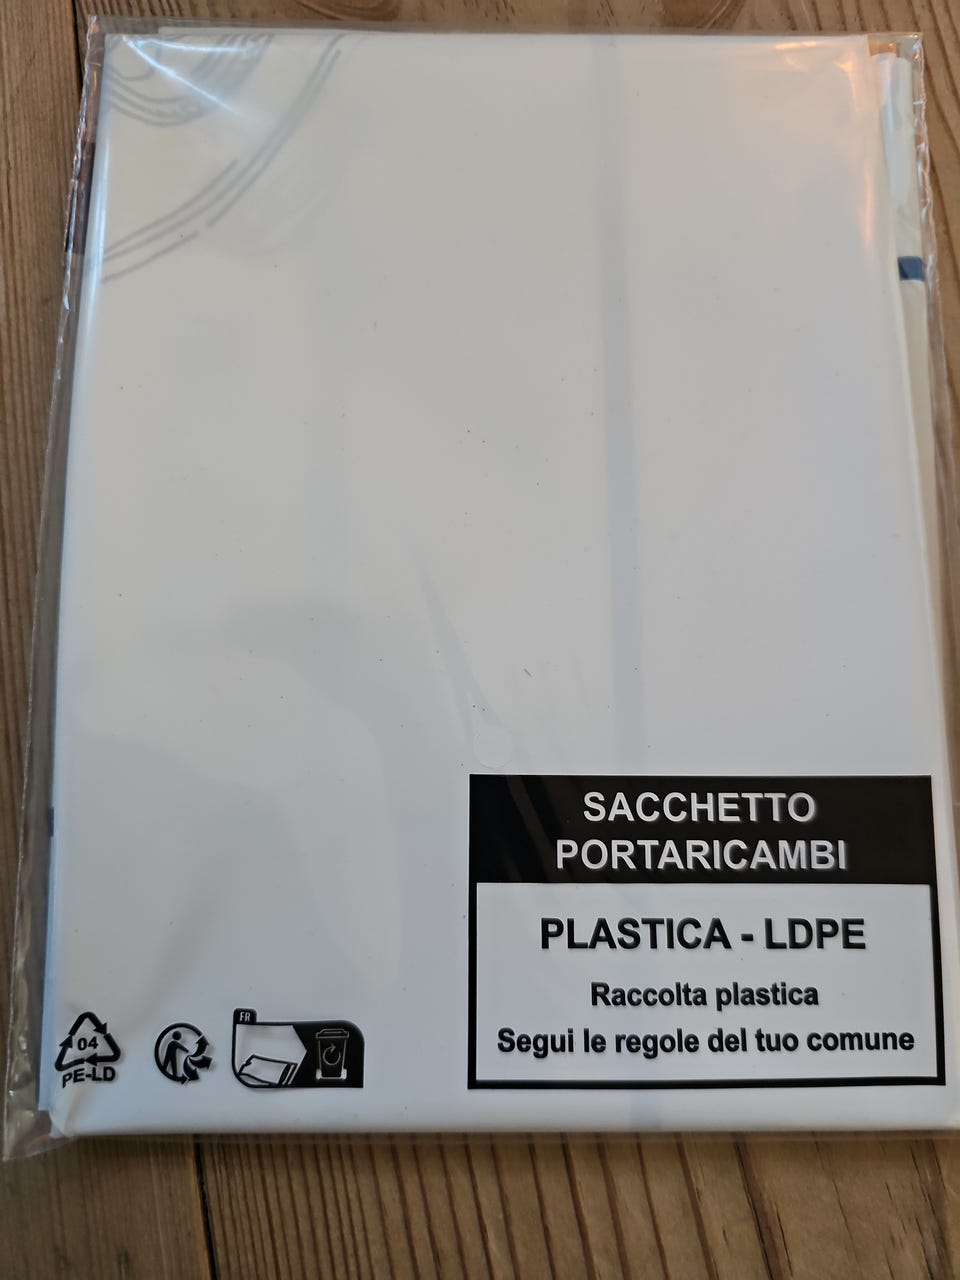 SACCHETTO
PORTARICAMBI
PLASTICA - LDPE
Raccolta plastica
Segui le regole del tuo comune
04
PE-LD
FR